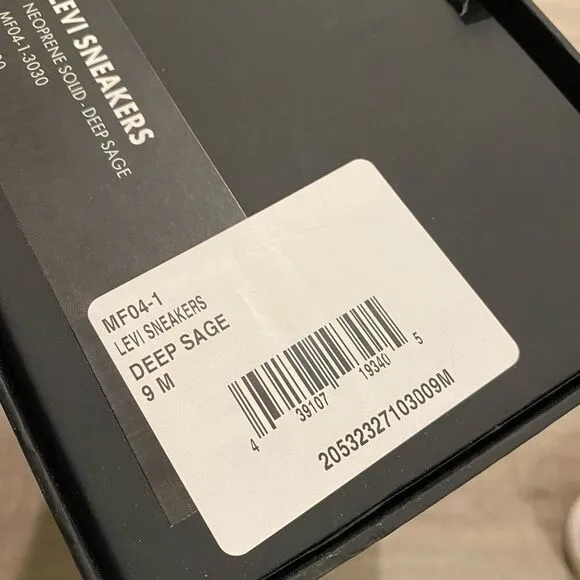 LEVI SNEAKERS
NEOPRENE SOLID - DEEP SAGE
MF04-1-3030
MF04-1
LEVI SNEAKERS
DEEP SAGE
9 M
4 39107 19340 5
20532327103009M